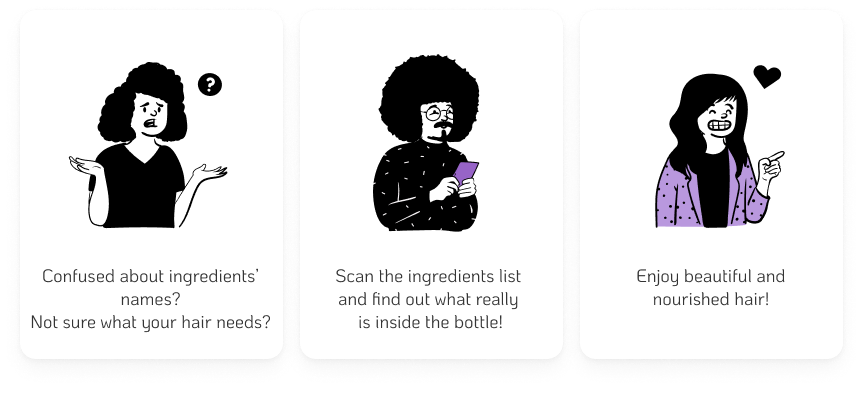 ?
Confused about ingredients’
names?
Not sure what your hair needs?
Scan the ingredients list
and find out what really
is inside the bottle!
Enjoy beautiful and
nourished hair!